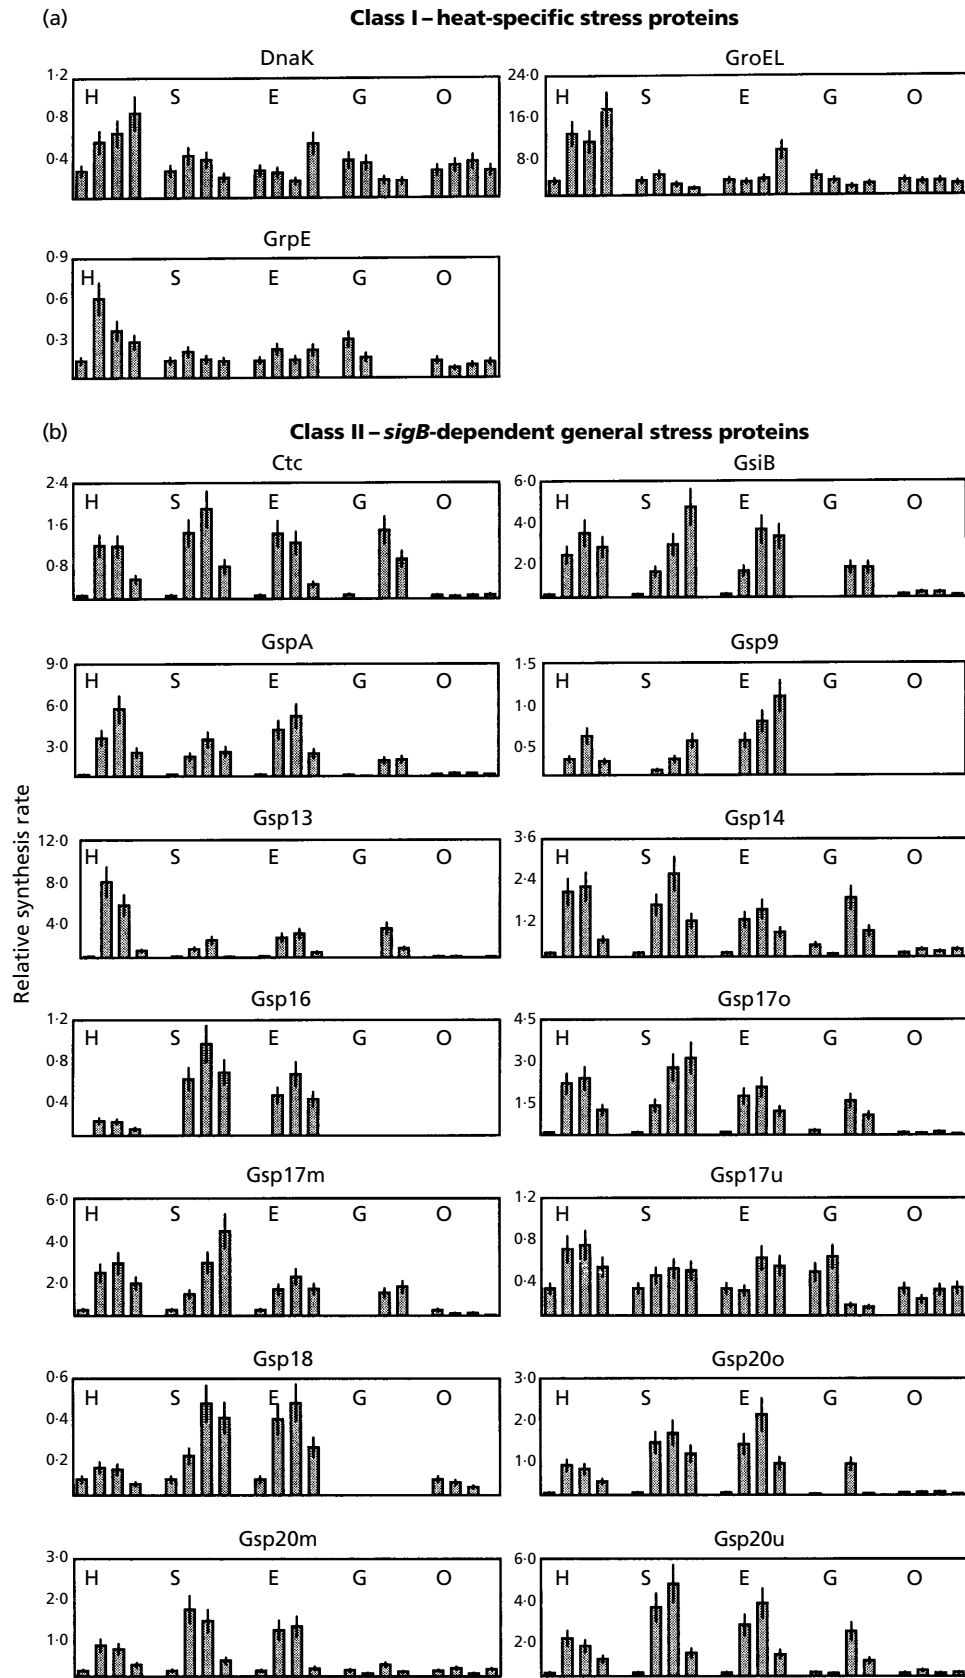 (a) Class I – heat-specific stress proteins
DnaK GroEL
1·2 24·0
H S E G O H S E G O
0·8 16·0
0·4 8·0
GrpE
0·9
H S E G O
0·6
0·3
(b) Class II – sigB-dependent general stress proteins
Ctc GsiB
2·4 6·0
H S E G O H S E G O
1·6 4·0
0·8 2·0
GspA Gsp9
9·0 1·5
H S E G O H S E G O
6·0 1·0
3·0 0·5
Relative synthesis rate
Gsp13 Gsp14
12·0 3·6
H S E G O H S E G O
8·0 2·4
4·0 1·2
Gsp16 Gsp17o
1·2 4·5
H S E G O H S E G O
0·8 3·0
0·4 1·5
Gsp17m Gsp17u
6·0 1·2
H S E G O H S E G O
4·0 0·8
2·0 0·4
Gsp18 Gsp20o
0·6 3·0
H S E G O H S E G O
0·4 2·0
0·2 1·0
Gsp20m Gsp20u
3·0 6·0
H S E G O H S E G O
2·0 4·0
1·0 2·0